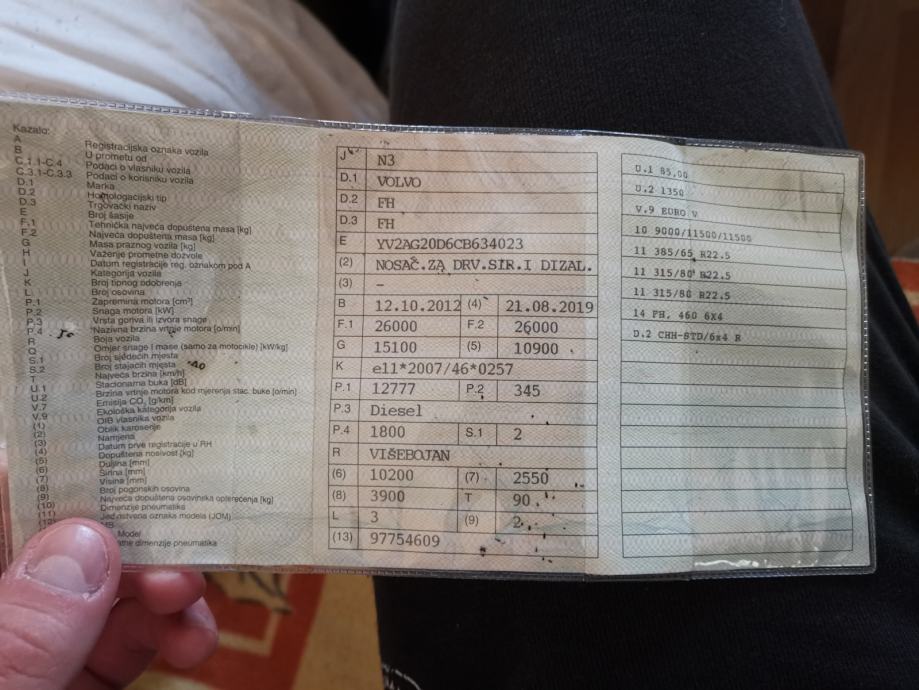 Kazalo:
A Registracijska oznaka vozila
B U prometu od
C.1.1-C.4 Podaci o vlasniku vozila
C.3.1-C.3.3 Podaci o korisniku vozila
D.1 Marka
D.2 Homologacijski tip
D.3 Trgovački naziv
E Broj šasije
F.1 Tehnička najveća dopuštena masa [kg]
F.2 Najveća dopuštena masa [kg]
G Masa praznog vozila [kg]
H Važenje prometne dozvole
I Datum registracije reg. oznakom pod A
J Kategorija vozila
K Broj tipnog odobrenja
L Broj osovina
P.1 Zapremina motora [cm³]
P.2 Snaga motora [kW]
P.3 Vrsta goriva ili izvora snage
P.4 Nazivna brzina vrtnje motora [o/min]
R Boja vozila
Q Omjer snage i mase (samo za motocikle) [kW/kg]
S.1 Broj sjedećih mjesta
S.2 Broj stajaćih mjesta
T Najveća brzina [km/h]
U.1 Stacionarna buka [dB]
U.2 Brzina vrtnje motora kod mjerenja stac. buke [o/min]
V.7 Emisija CO₂ [g/km]
V.9 Ekološka kategorija vozila
(1) OIB vlasnika vozila
(2) Oblik karoserije
(3) Namjena
(4) Datum prve registracije u RH
(5) Dopuštena nosivost [kg]
(6) Duljina [mm]
(7) Širina [mm]
(8) Visina [mm]
(9) Broj pogonskih osovina
(10) Najveća dopuštena osovinska opterećenja [kg]
(11) Dimenzije pneumatika
Jedinstvena oznaka modela (JOM)
Model
dimenzije pneumatika
J N3
D.1 VOLVO
D.2 FH
D.3 FH
E YV2AG20D6CB634023
(2) NOSAČ.ZA DRV.SIR.I DIZAL.
(3) –
B 12.10.2012 (4) 21.08.2019
F.1 26000 F.2 26000
G 15100 (5) 10900
K e11*2007/46*0257
P.1 12777 P.2 345
P.3 Diesel
P.4 1800 S.1 2
R VIŠEBOJAN
(6) 10200 (7) 2550
(8) 3900 T 90
L 3 (9) 2
(13) 97754609
U.1 85,00
U.2 1350
V.9 EURO V
10 9000/11500/11500
11 385/65 R22.5
11 315/80 R22.5
11 315/80 R22.5
14 FH, 460 6X4
D.2 CHH-STD/6x4 R